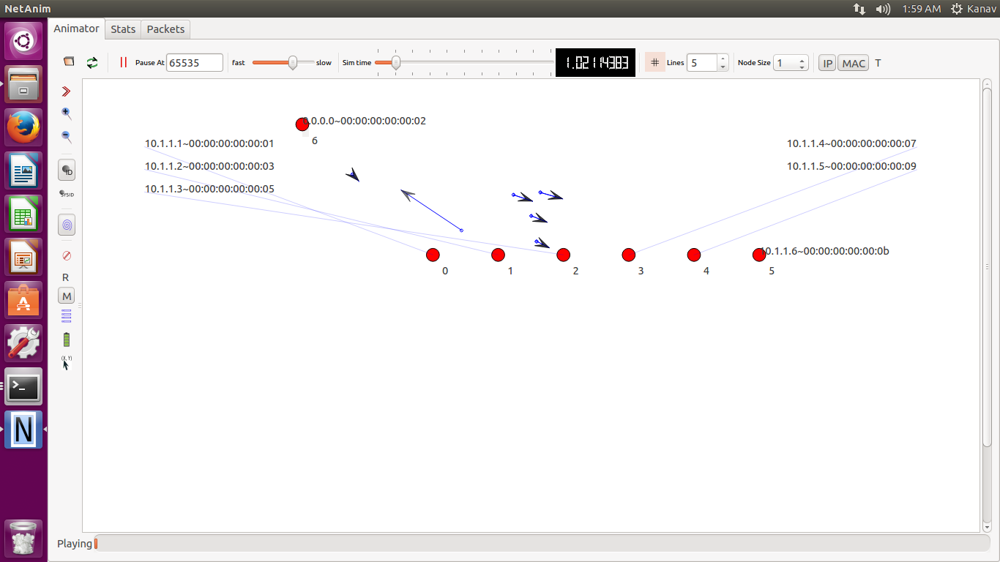 NetAnim
1:59 AM
Kanav
Animator
Stats
Packets
Pause At
65535
fast
slow
Sim time
1.02114383
Lines
5
Node Size
1
IP
MAC
T
ID
SYSID
R
M
(X, Y)
.0.0.0~00:00:00:00:00:02
6
10.1.1.1~00:00:00:00:00:01
10.1.1.4~00:00:00:00:00:07
10.1.1.2~00:00:00:00:00:03
10.1.1.5~00:00:00:00:00:09
10.1.1.3~00:00:00:00:00:05
10.1.1.6~00:00:00:00:00:0b
0
1
2
3
4
5
N
Playing